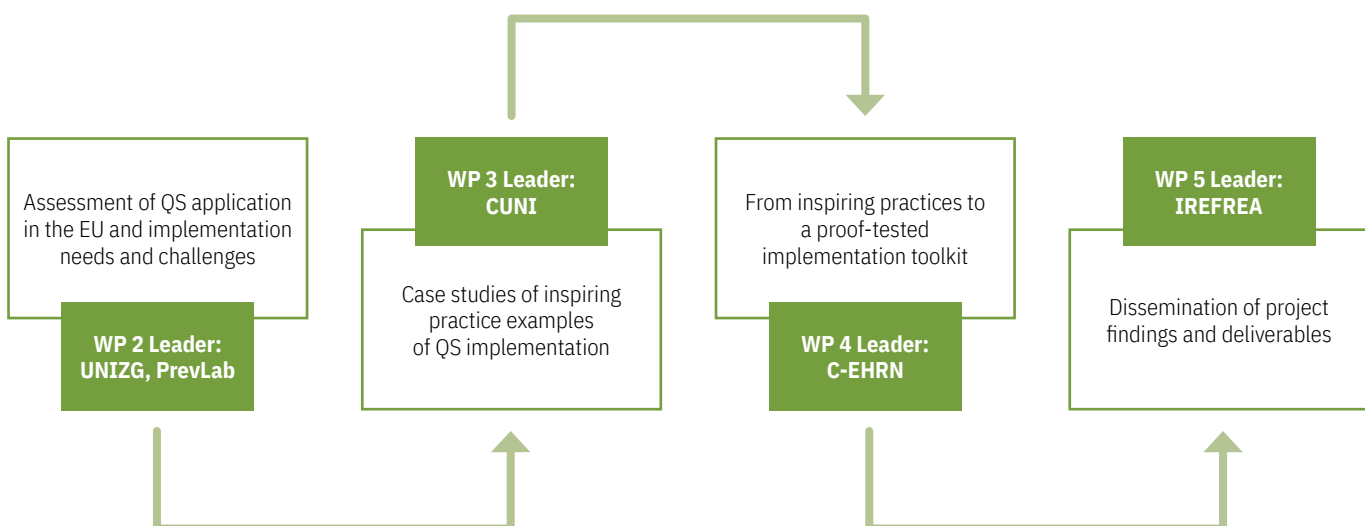 Assessment of QS application
in the EU and implementation
needs and challenges
WP 2 Leader:
UNIZG, PrevLab
WP 3 Leader:
CUNI
Case studies of inspiring
practice examples
of QS implementation
From inspiring practices to
a proof-tested
implementation toolkit
WP 4 Leader:
C-EHRN
WP 5 Leader:
IREFREA
Dissemination of project
findings and deliverables